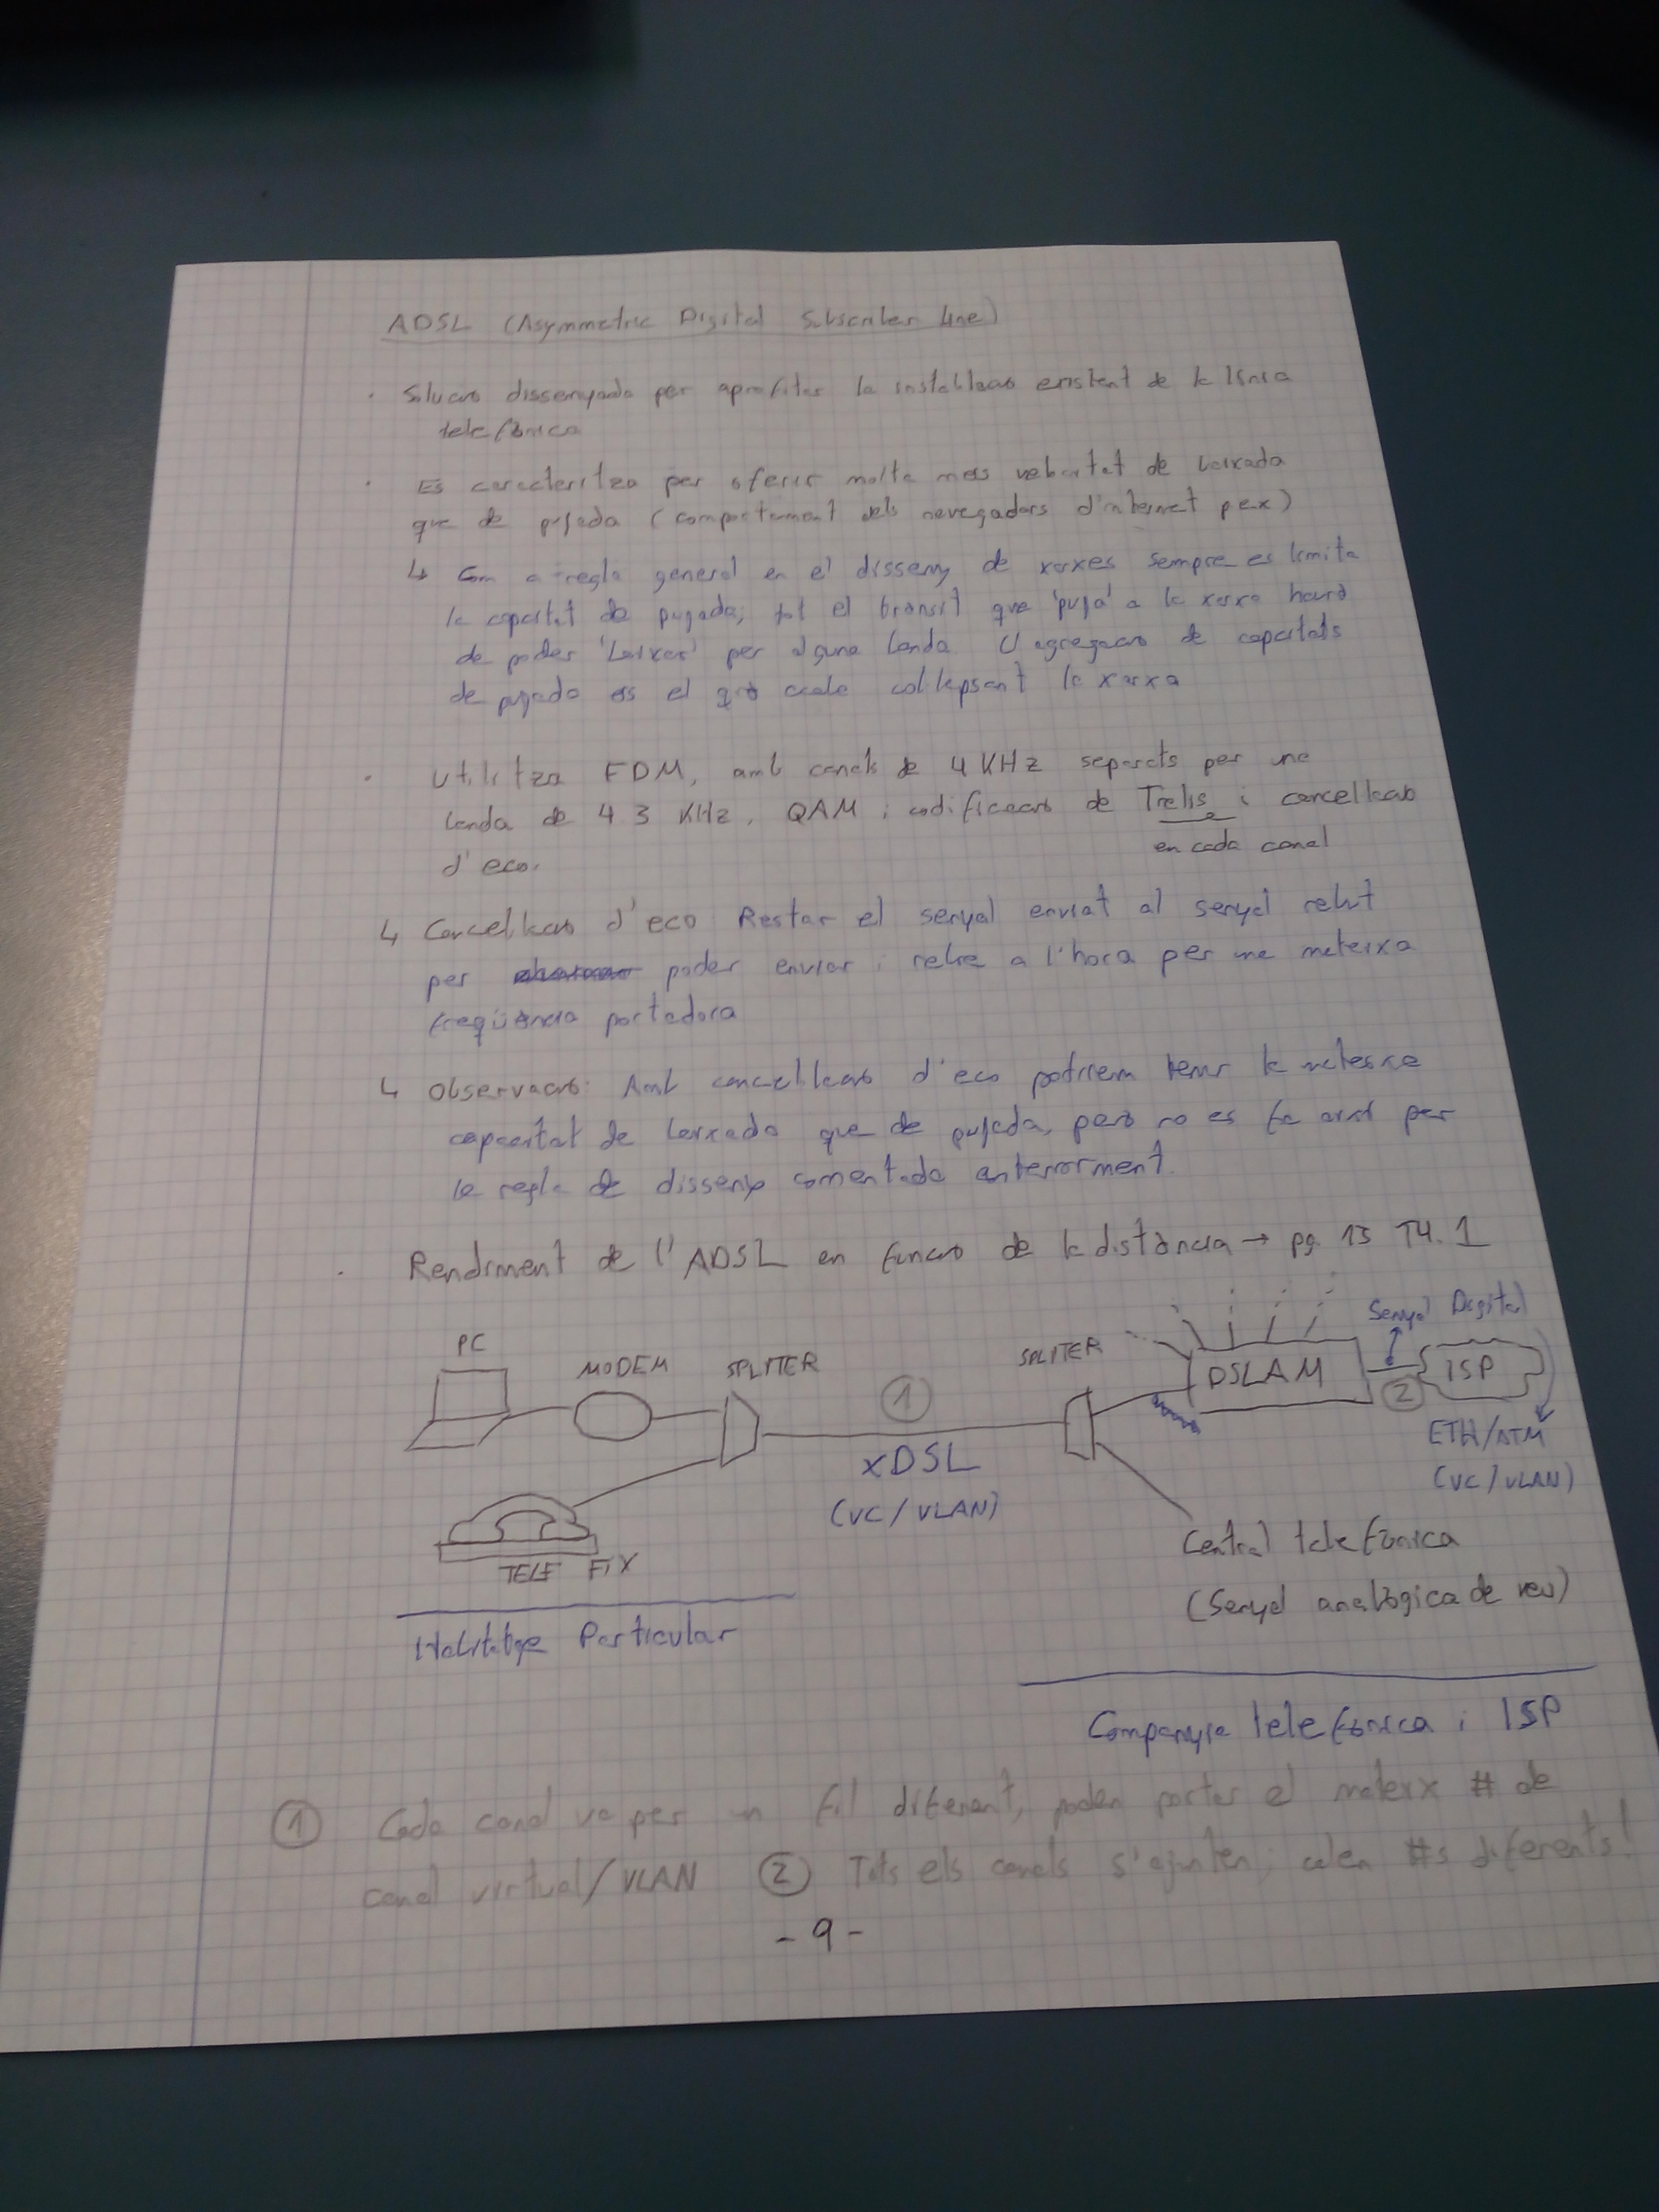 ADSL (Asymmetric Digital Subscriber Line)
· Solució dissenyada per aprofitar la instal·lació existent de la línia
telefònica
· Es caracteritza per oferir molta més velocitat de baixada
que de pujada (comportament dels navegadors d'internet p.ex)
↳ Com a regla general en el disseny de xarxes sempre es limita
la capacitat de pujada; tot el trànsit que 'puja' a la xarxa haurà
de poder 'baixar' per alguna banda. L'agregació de capacitats
de pujada és el que acaba col·lapsant la xarxa
· Utilitza FDM, amb canals de 4 KHz separats per una
banda de 4 3 KHz, QAM i codificació de Trelis i cancel·lació
en cada canal
d'eco.
↳ Cancel·lació d'eco Restar el senyal enviat al senyal rebut
per poder enviar i rebre a l'hora per una mateixa
freqüència portadora
↳ Observació: Amb cancel·lació d'eco podríem tenir la mateixa
capacitat de baixada que de pujada, però no es fa així per
la regla de disseny comentada anteriorment.
· Rendiment de l'ADSL en funció de la distància → pg. 15 T4.1
Senyal Digital
PC
MODEM
SPLITER
SPLITER
DSLAM
ISP
1
2
xDSL
(VC/VLAN)
ETH/ATM
(VC/VLAN)
TELF FIX
Central telefònica
(Senyal analògica de veu)
Habitatge Particular
Companyia telefònica i ISP
1 Cada canal va per un fil diferent, poden portar el mateix # de
canal virtual/VLAN 2 Tots els canals s'ajunten; calen #s diferents!
- 9 -